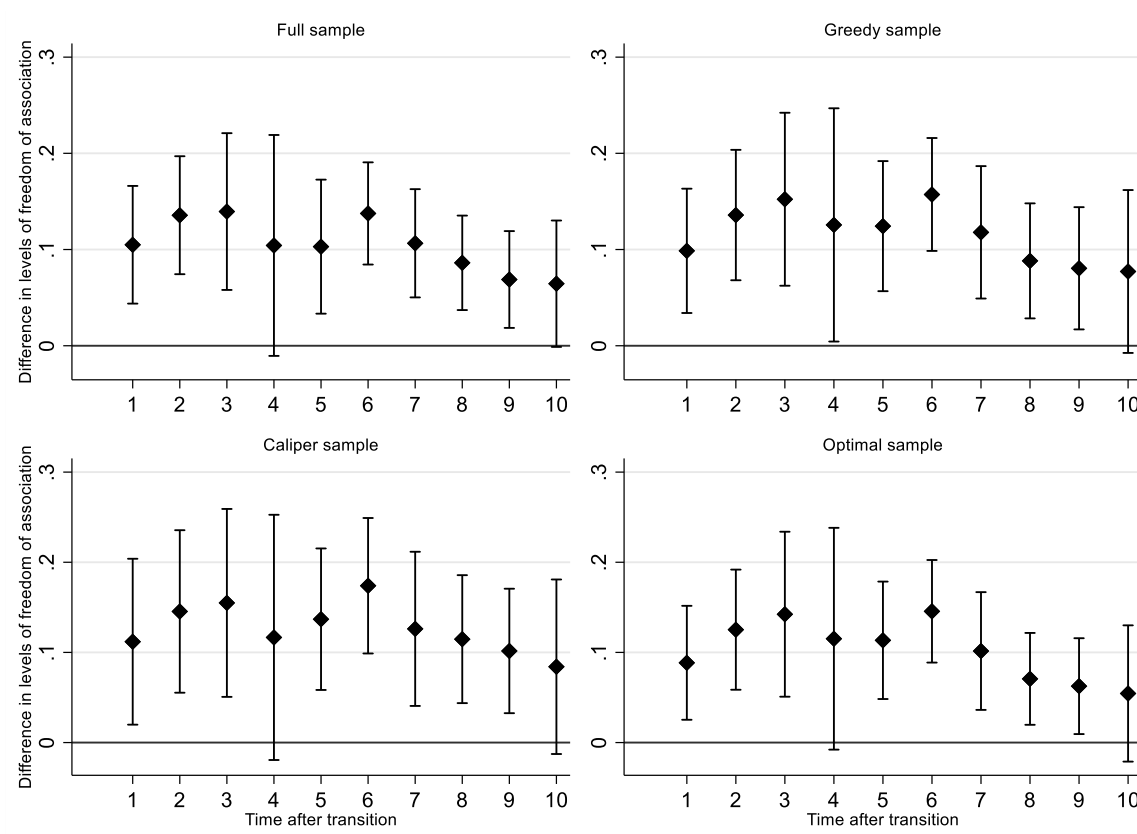 Full sample
Difference in levels of freedom of association
.3
.2
.1
0
1 2 3 4 5 6 7 8 9 10
Greedy sample
.3
.2
.1
0
1 2 3 4 5 6 7 8 9 10
Caliper sample
Difference in levels of freedom of association
.3
.2
.1
0
1 2 3 4 5 6 7 8 9 10
Time after transition
Optimal sample
.3
.2
.1
0
1 2 3 4 5 6 7 8 9 10
Time after transition